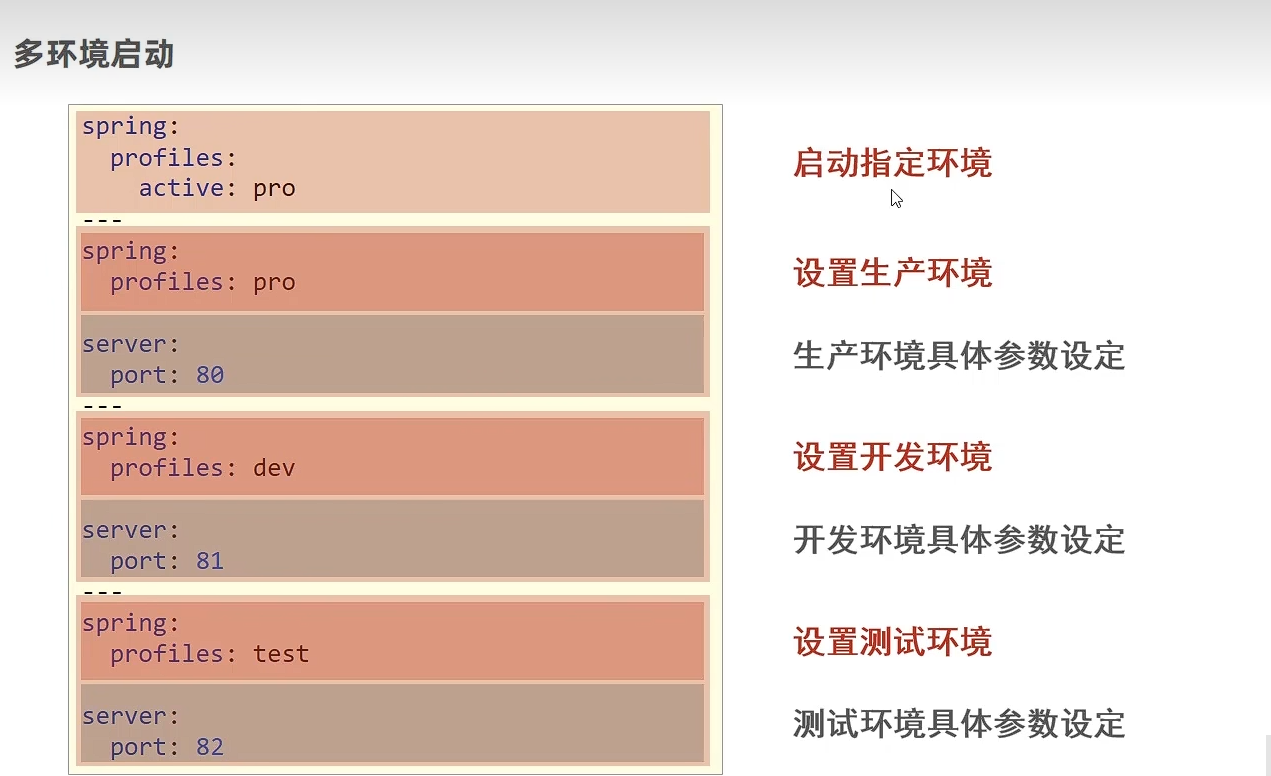 多环境启动
spring:
  profiles:
    active: pro
---
spring:
  profiles: pro
server:
  port: 80
---
spring:
  profiles: dev
server:
  port: 81
---
spring:
  profiles: test
server:
  port: 82
启动指定环境
设置生产环境
生产环境具体参数设定
设置开发环境
开发环境具体参数设定
设置测试环境
测试环境具体参数设定